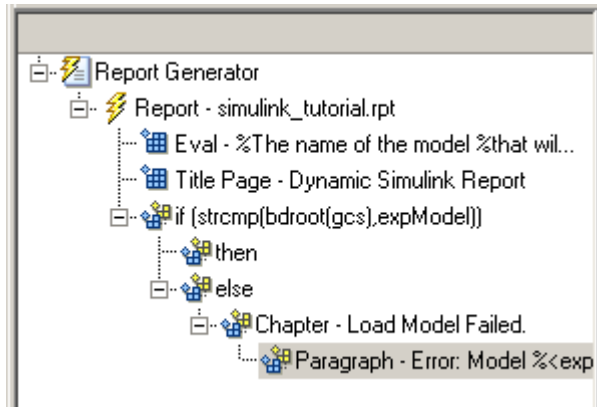 Report Generator
Report - simulink_tutorial.rpt
Eval - %The name of the model %that wil...
Title Page - Dynamic Simulink Report
if (strcmp(bdroot(gcs),expModel))
then
else
Chapter - Load Model Failed.
Paragraph - Error: Model %<exp